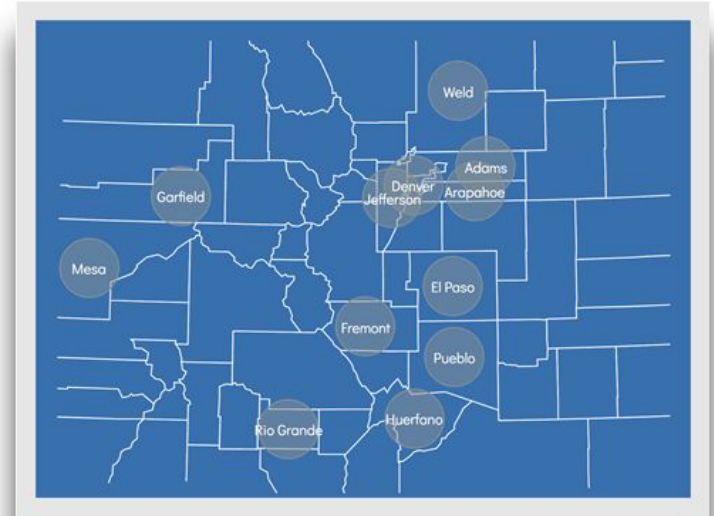 Weld
Adams
Denver
Garfield
Jefferson
Arapahoe
Mesa
El Paso
Fremont
Pueblo
Huerfano
Rio Grande